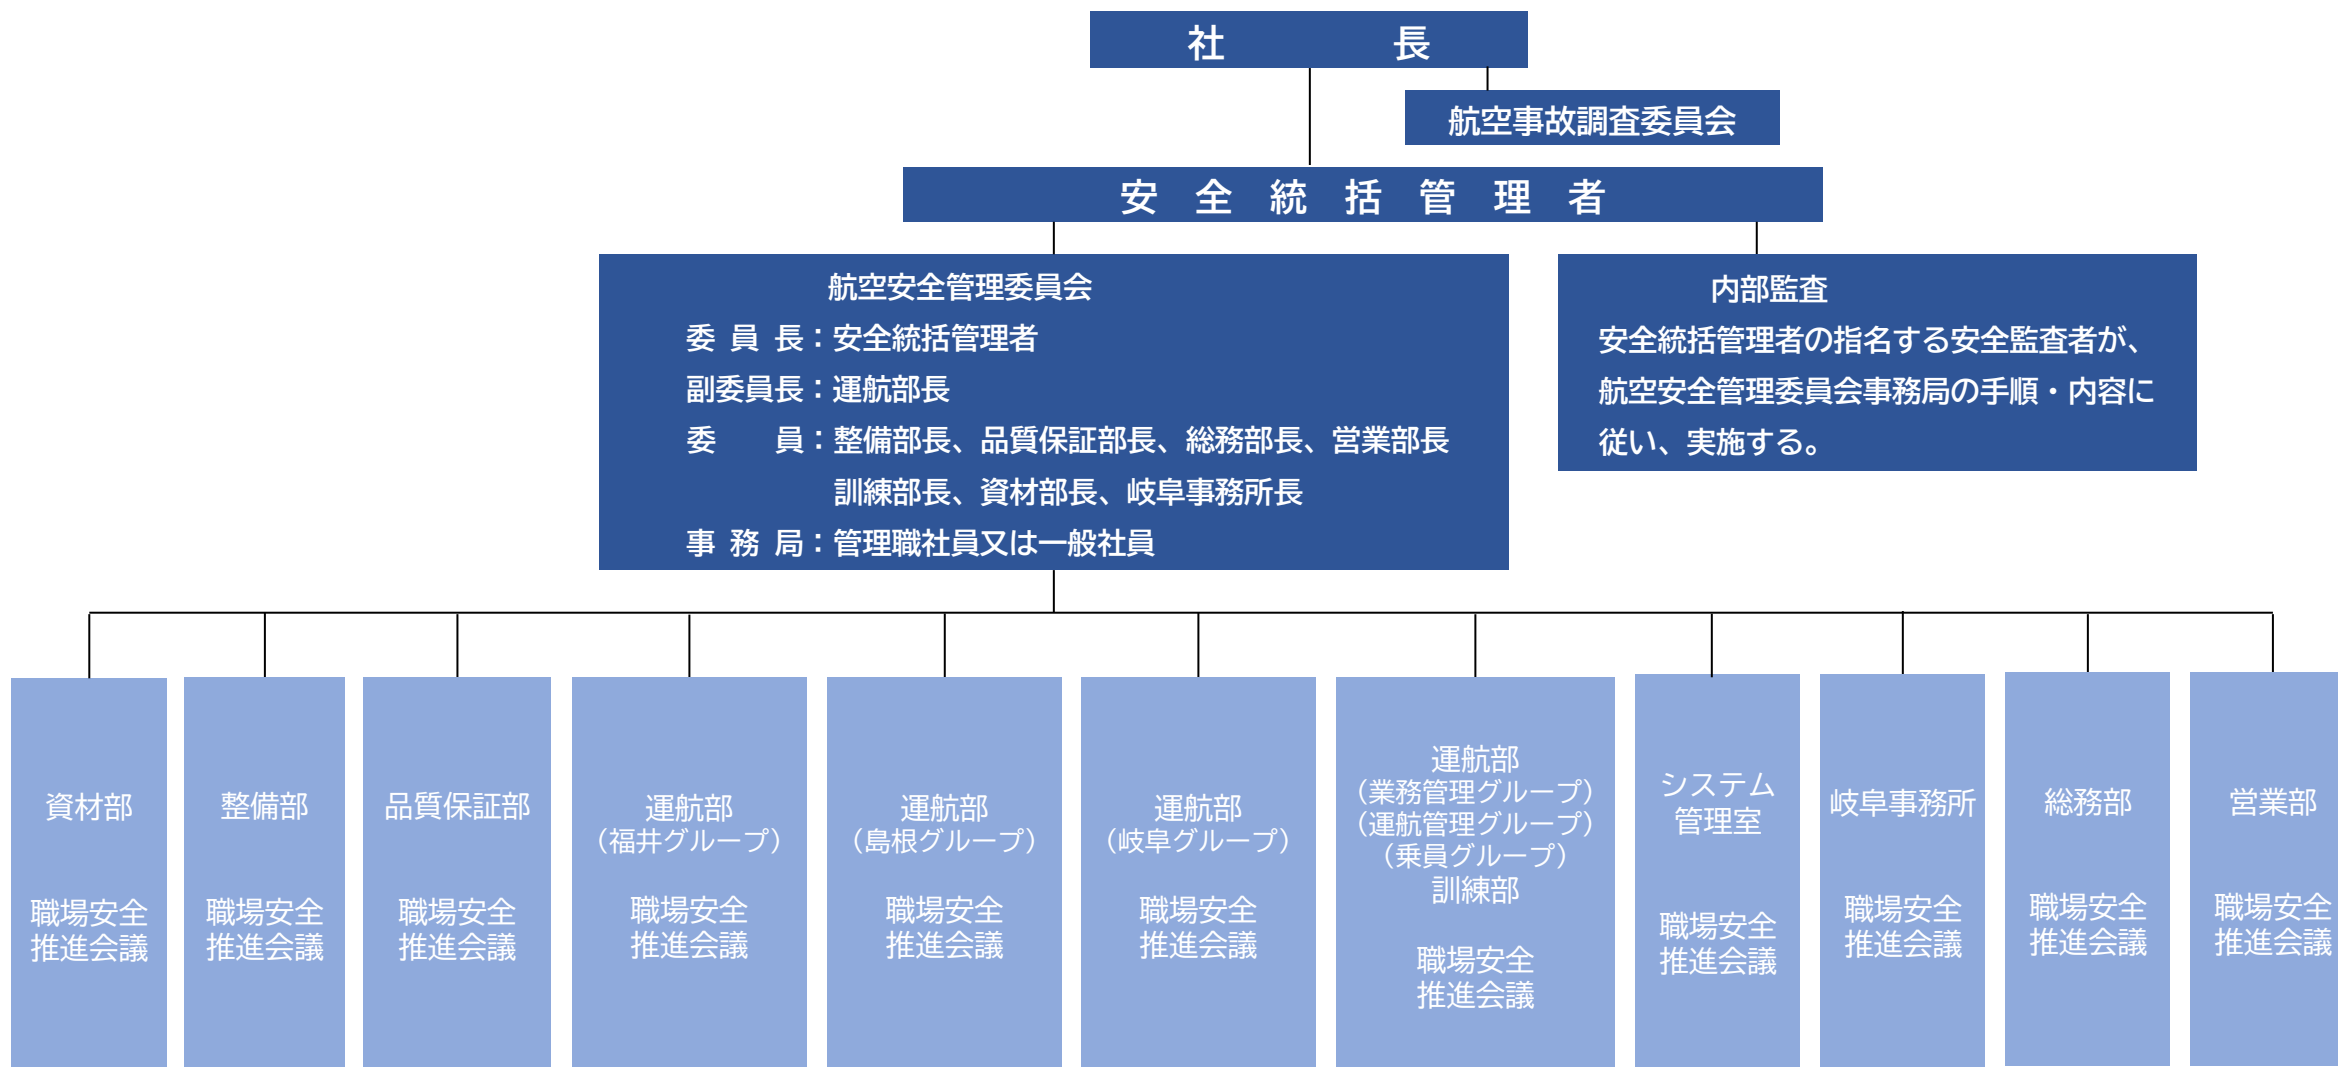 社　　　　長
航空事故調査委員会
安 全 統 括 管 理 者
航空安全管理委員会
委 員 長：安全統括管理者
副委員長：運航部長
委　　員：整備部長、品質保証部長、総務部長、営業部長
訓練部長、資材部長、岐阜事務所長
事 務 局：管理職社員又は一般社員
内部監査
安全統括管理者の指名する安全監査者が、
航空安全管理委員会事務局の手順・内容に
従い、実施する。
資材部
職場安全
推進会議
整備部
職場安全
推進会議
品質保証部
職場安全
推進会議
運航部
（福井グループ）
職場安全
推進会議
運航部
（島根グループ）
職場安全
推進会議
運航部
（岐阜グループ）
職場安全
推進会議
運航部
（業務管理グループ）
（運航管理グループ）
（乗員グループ）
訓練部
職場安全
推進会議
システム
管理室
職場安全
推進会議
岐阜事務所
職場安全
推進会議
総務部
職場安全
推進会議
営業部
職場安全
推進会議